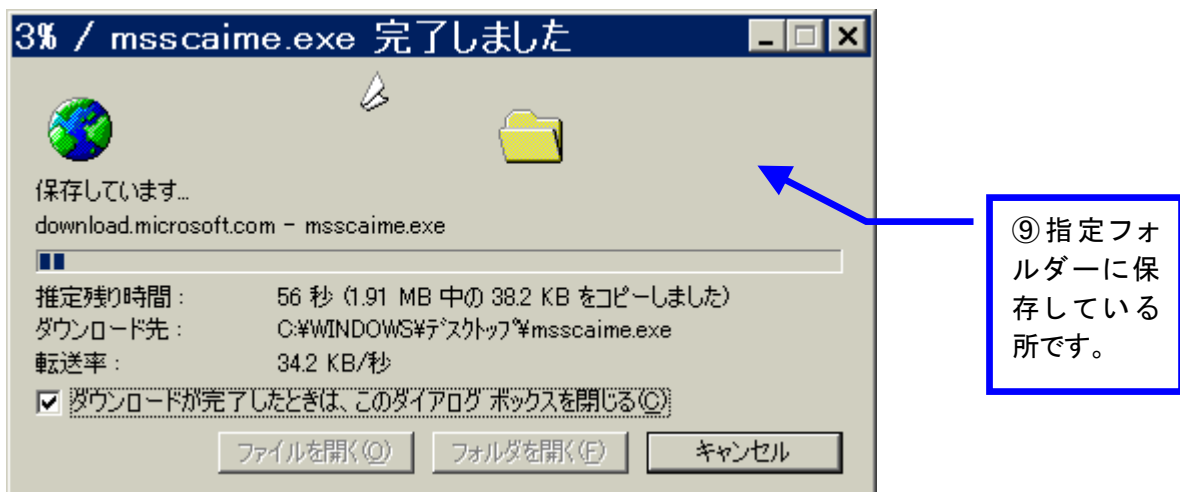 3% / msscaime.exe 完了しました
保存しています...
download.microsoft.com - msscaime.exe
推定残り時間： 56 秒 (1.91 MB 中の 38.2 KB をコピーしました)
ダウンロード先： C:¥WINDOWS¥ﾃﾞｽｸﾄｯﾌﾟ¥msscaime.exe
転送率： 34.2 KB/秒
ダウンロードが完了したときは、このダイアログ ボックスを閉じる(C)
ファイルを開く(O) フォルダを開く(F) キャンセル
⑨指定フォ
ルダーに保
存している
所です。